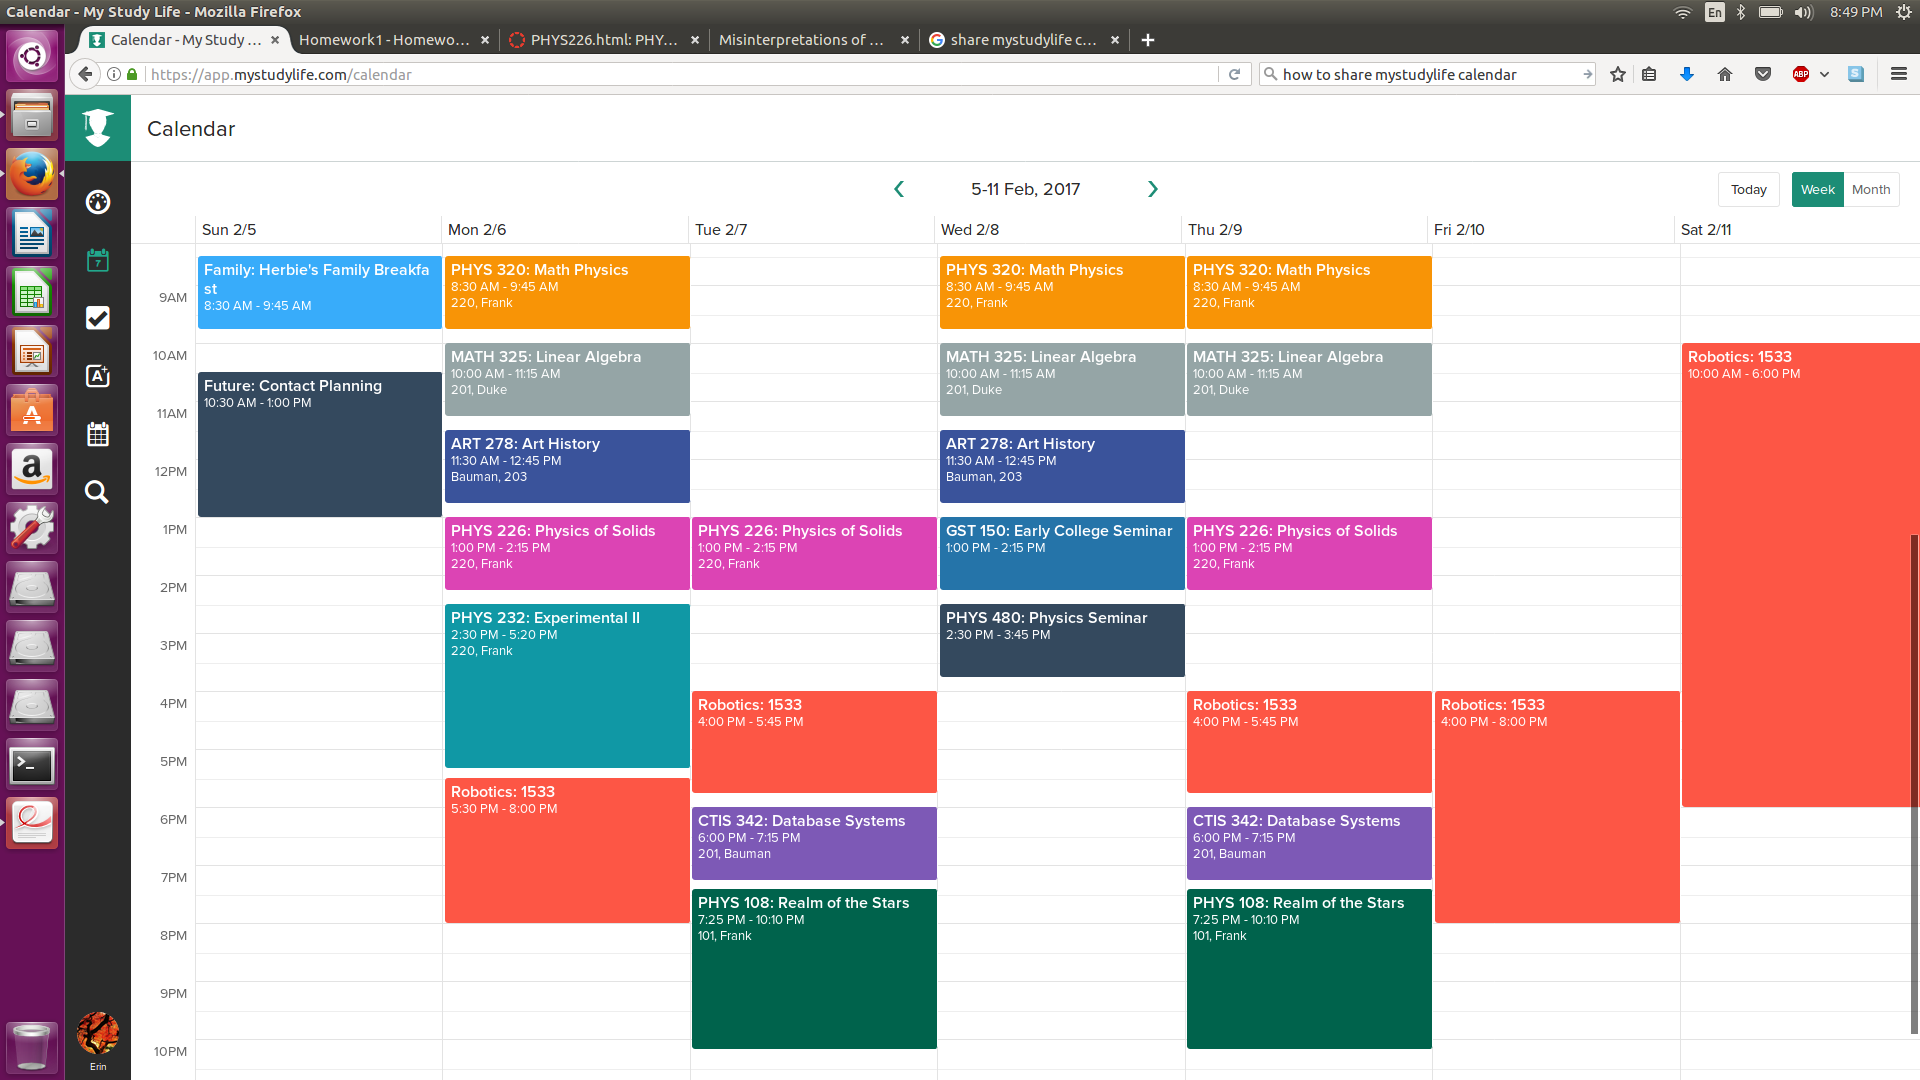 Calendar - My Study Life - Mozilla Firefox
En
8:49 PM
Calendar - My Study ...
Homework1 - Homewo...
PHYS226.html: PHY...
Misinterpretations of ...
share mystudylife c...
https://app.mystudylife.com/calendar
how to share mystudylife calendar
ABP
S
Calendar
5-11 Feb, 2017
Today
Week
Month
Sun 2/5
Mon 2/6
Tue 2/7
Wed 2/8
Thu 2/9
Fri 2/10
Sat 2/11
9AM
10AM
11AM
12PM
1PM
2PM
3PM
4PM
5PM
6PM
7PM
8PM
9PM
10PM
Family: Herbie's Family Breakfa
st
8:30 AM - 9:45 AM
Future: Contact Planning
10:30 AM - 1:00 PM
PHYS 320: Math Physics
8:30 AM - 9:45 AM
220, Frank
MATH 325: Linear Algebra
10:00 AM - 11:15 AM
201, Duke
ART 278: Art History
11:30 AM - 12:45 PM
Bauman, 203
PHYS 226: Physics of Solids
1:00 PM - 2:15 PM
220, Frank
PHYS 232: Experimental II
2:30 PM - 5:20 PM
220, Frank
Robotics: 1533
5:30 PM - 8:00 PM
PHYS 226: Physics of Solids
1:00 PM - 2:15 PM
220, Frank
Robotics: 1533
4:00 PM - 5:45 PM
CTIS 342: Database Systems
6:00 PM - 7:15 PM
201, Bauman
PHYS 108: Realm of the Stars
7:25 PM - 10:10 PM
101, Frank
PHYS 320: Math Physics
8:30 AM - 9:45 AM
220, Frank
MATH 325: Linear Algebra
10:00 AM - 11:15 AM
201, Duke
ART 278: Art History
11:30 AM - 12:45 PM
Bauman, 203
GST 150: Early College Seminar
1:00 PM - 2:15 PM
PHYS 480: Physics Seminar
2:30 PM - 3:45 PM
PHYS 320: Math Physics
8:30 AM - 9:45 AM
220, Frank
MATH 325: Linear Algebra
10:00 AM - 11:15 AM
201, Duke
PHYS 226: Physics of Solids
1:00 PM - 2:15 PM
220, Frank
Robotics: 1533
4:00 PM - 5:45 PM
CTIS 342: Database Systems
6:00 PM - 7:15 PM
201, Bauman
PHYS 108: Realm of the Stars
7:25 PM - 10:10 PM
101, Frank
Robotics: 1533
4:00 PM - 8:00 PM
Robotics: 1533
10:00 AM - 6:00 PM
7
Erin